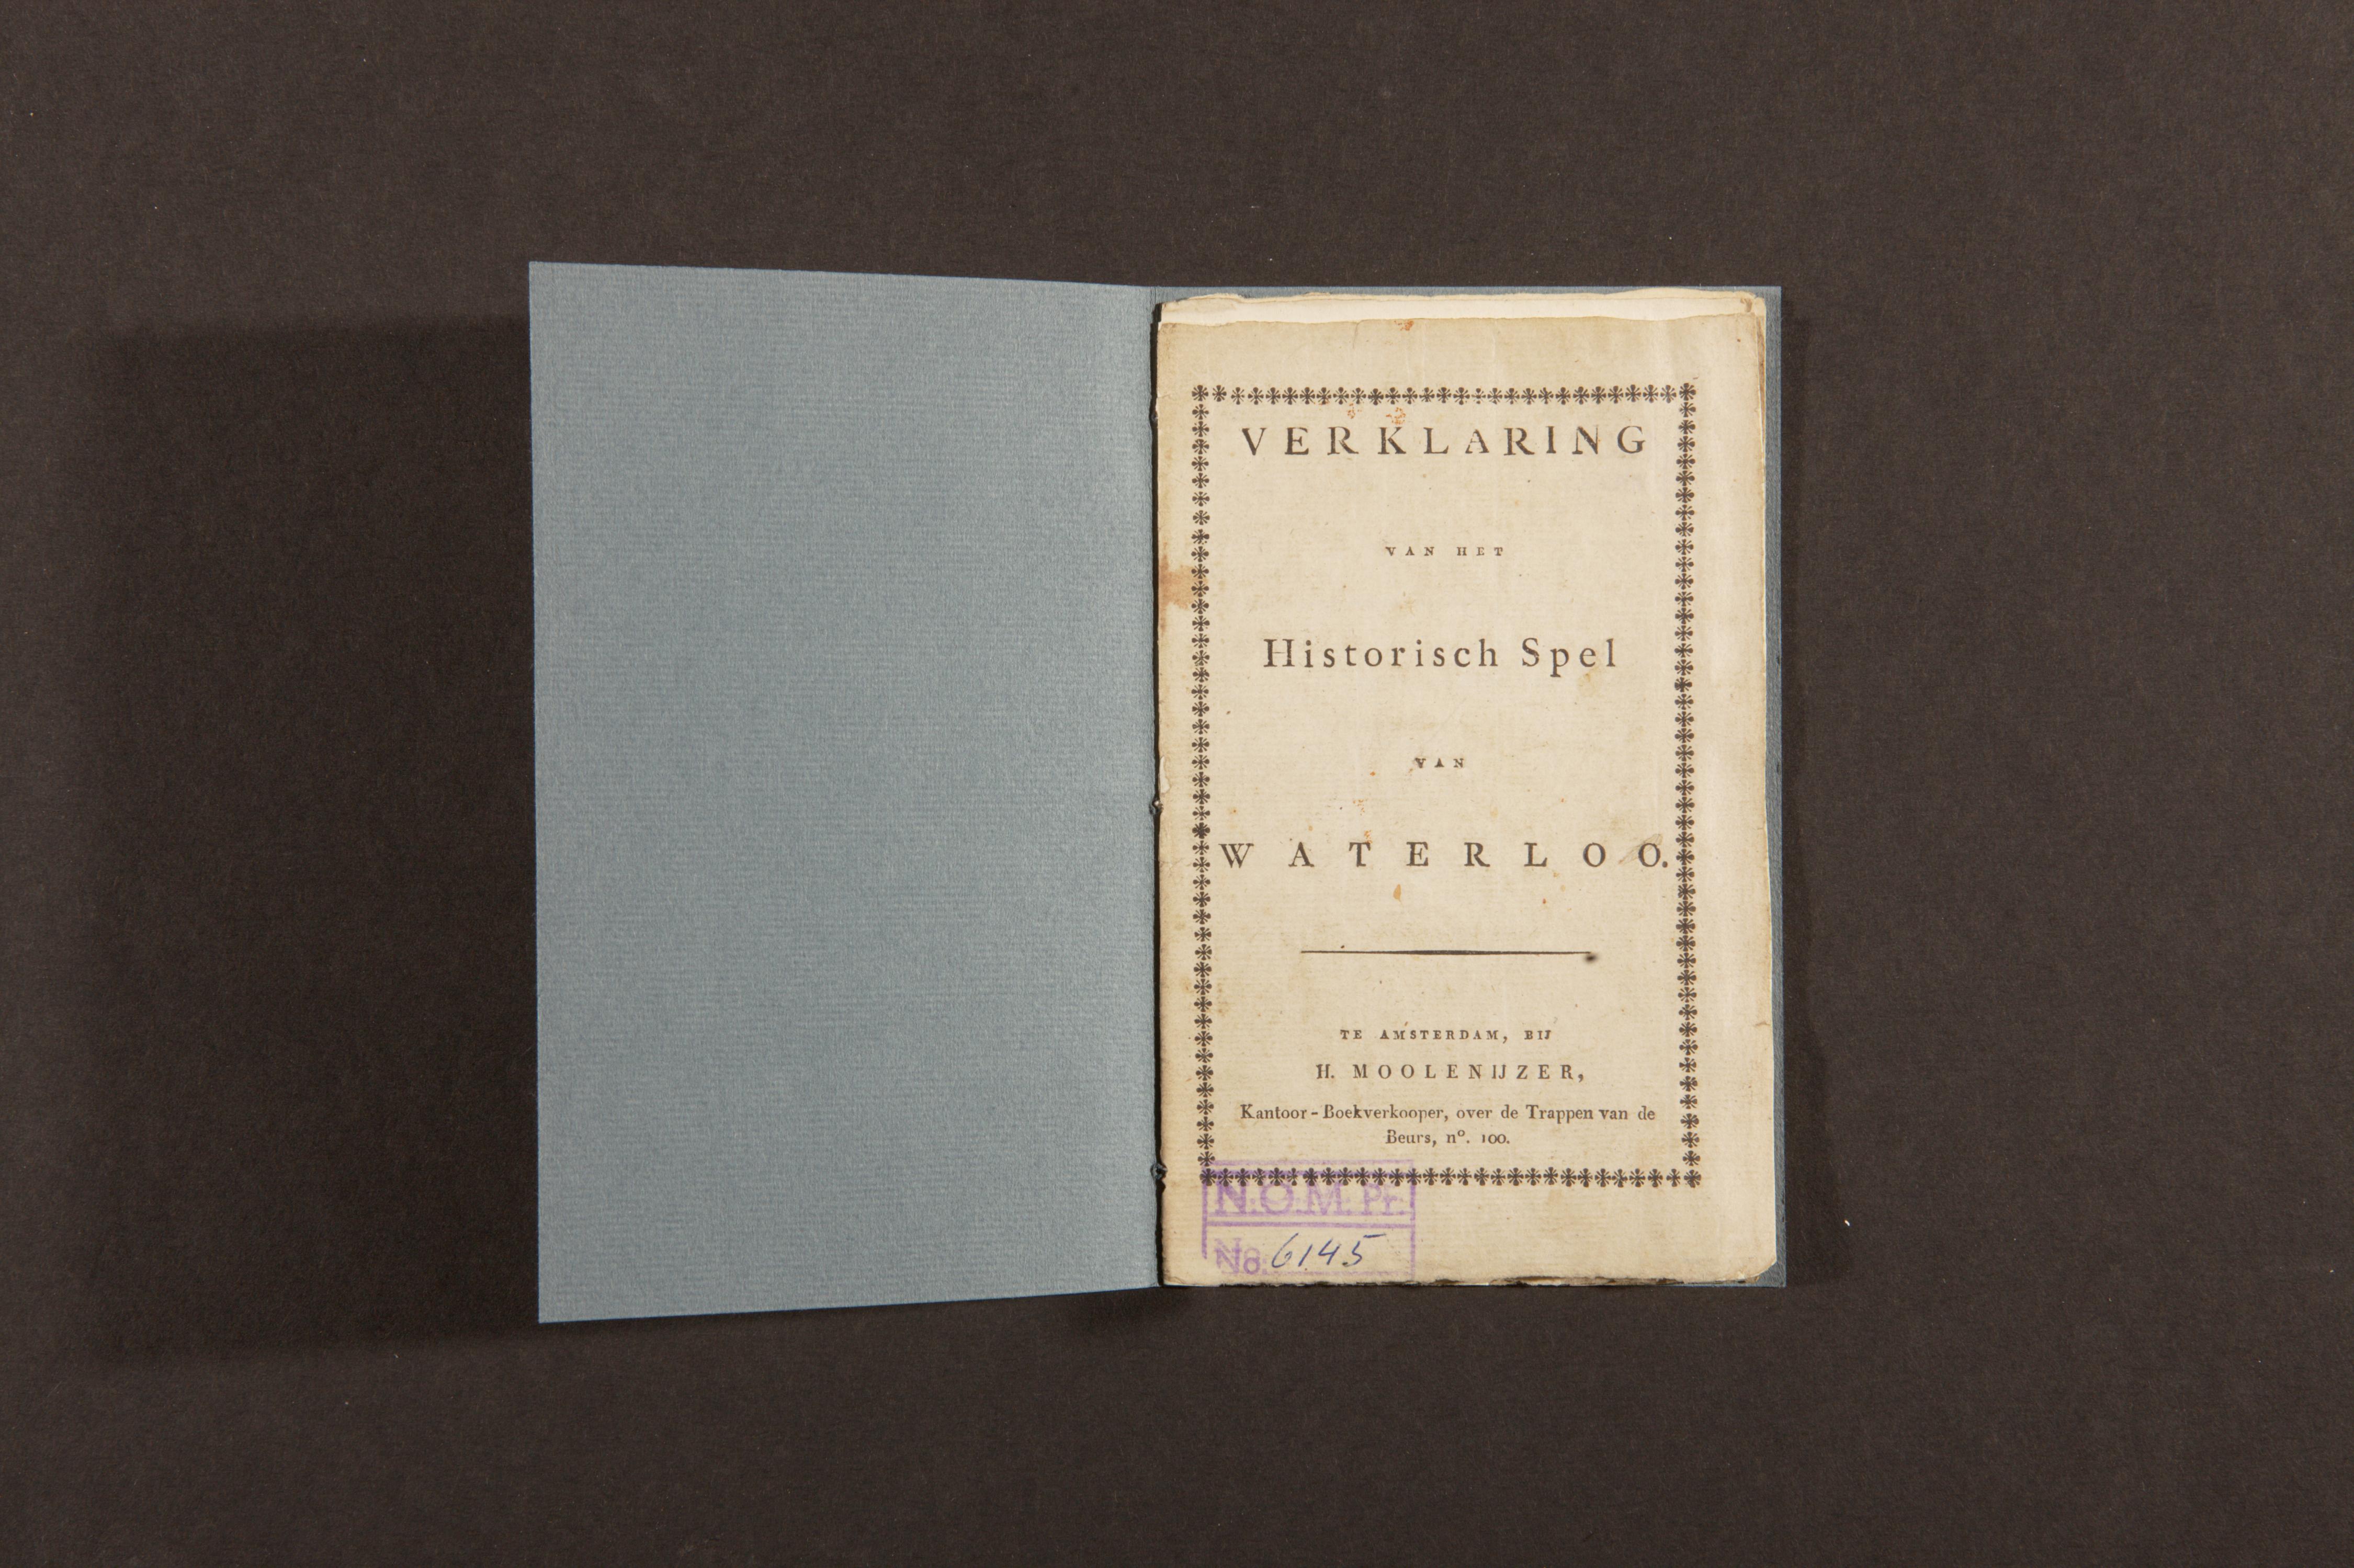 VERKLARING
VAN HET
Historisch Spel
VAN
WATERLOO.
TE AMSTERDAM, BIJ
H. MOOLENIJZER,
Kantoor-Boekverkooper, over de Trappen van de
Beurs, nº. 100.
N.O.M. Pr.
No. 6145